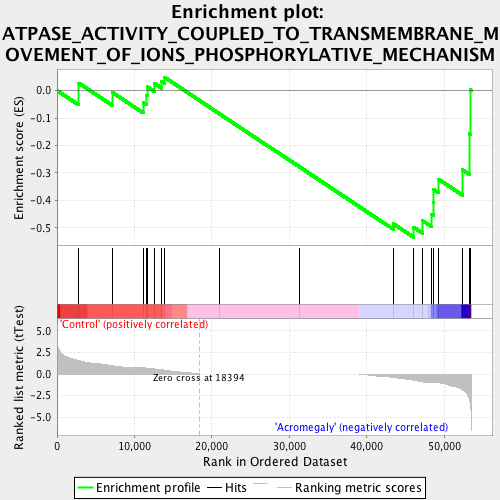 Enrichment plot:
ATPASE_ACTIVITY_COUPLED_TO_TRANSMEMBRANE_M
OVEMENT_OF_IONS_PHOSPHORYLATIVE_MECHANISM
Enrichment score (ES)
0.0
-0.1
-0.2
-0.3
-0.4
-0.5
'Control' (positively correlated)
Ranked list metric (tTest)
5.0
2.5
0.0
-2.5
-5.0
Zero cross at 18394
'Acromegaly' (negatively correlated)
0
10,000
20,000
30,000
40,000
50,000
Rank in Ordered Dataset
Enrichment profile
Hits
Ranking metric scores